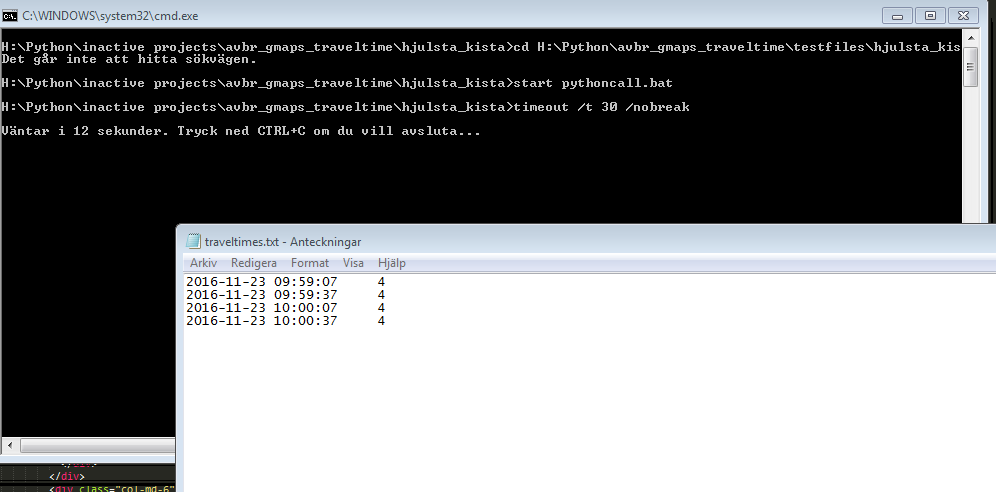 C:\WINDOWS\system32\cmd.exe
H:\Python\inactive projects\avbr_gmaps_traveltime\hjulsta_kista>cd H:\Python\avbr_gmaps_traveltime\testfiles\hjulsta_kis
Det går inte att hitta sökvägen.
H:\Python\inactive projects\avbr_gmaps_traveltime\hjulsta_kista>start pythoncall.bat
H:\Python\inactive projects\avbr_gmaps_traveltime\hjulsta_kista>timeout /t 30 /nobreak
Väntar i 12 sekunder. Tryck ned CTRL+C om du vill avsluta...
traveltimes.txt - Anteckningar
Arkiv Redigera Format Visa Hjälp
2016-11-23 09:59:07 4
2016-11-23 09:59:37 4
2016-11-23 10:00:07 4
2016-11-23 10:00:37 4
</div>
</div>
<div class="col-md-6"